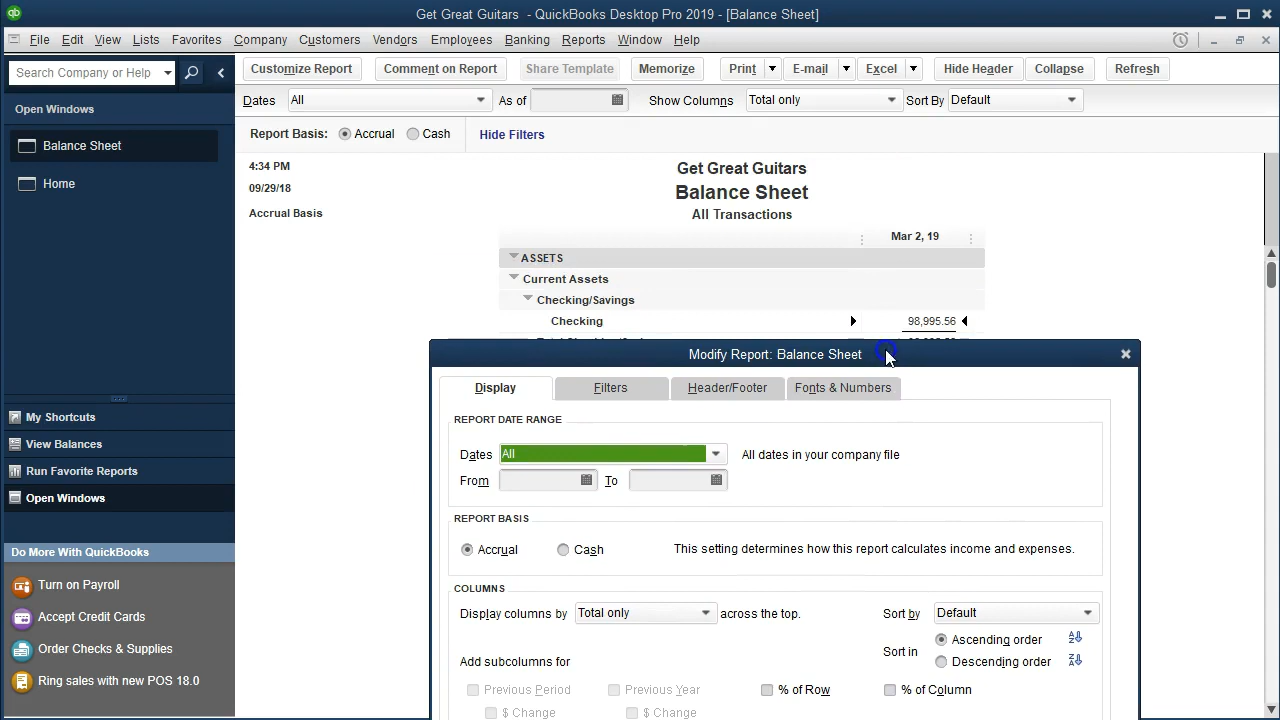 Get Great Guitars - QuickBooks Desktop Pro 2019 - [Balance Sheet]
File Edit View Lists Favorites Company Customers Vendors Employees Banking Reports Window Help
Search Company or Help
Customize Report Comment on Report Share Template Memorize Print E-mail Excel Hide Header Collapse Refresh
Open Windows
Dates All As of Show Columns Total only Sort By Default
Balance Sheet
Report Basis: Accrual Cash Hide Filters
Home
4:34 PM
Get Great Guitars
09/29/18
Balance Sheet
Accrual Basis
All Transactions
Mar 2, 19
ASSETS
Current Assets
Checking/Savings
Checking 98,995.56
Modify Report: Balance Sheet
Display Filters Header/Footer Fonts & Numbers
REPORT DATE RANGE
Dates All All dates in your company file
From To
REPORT BASIS
Accrual Cash This setting determines how this report calculates income and expenses.
COLUMNS
Display columns by Total only across the top. Sort by Default
Sort in Ascending order
Descending order
Add subcolumns for
Previous Period Previous Year % of Row % of Column
$ Change $ Change
My Shortcuts
View Balances
Run Favorite Reports
Open Windows
Do More With QuickBooks
Turn on Payroll
Accept Credit Cards
Order Checks & Supplies
Ring sales with new POS 18.0